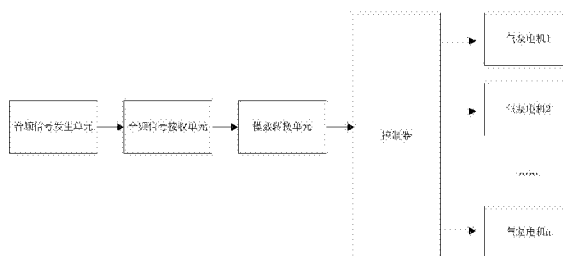 音频信号发生单元
音频信号接收单元
模数转换单元
控制器
气泵电机1
气泵电机2
……
气泵电机n